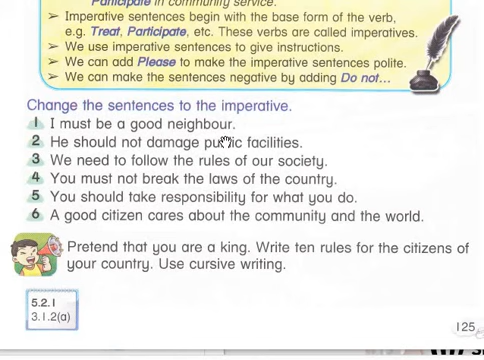 Participate in community service.
➢ Imperative sentences begin with the base form of the verb,
e.g. Treat, Participate, etc. These verbs are called imperatives.
➢ We use imperative sentences to give instructions.
➢ We can add Please to make the imperative sentences polite.
➢ We can make the sentences negative by adding Do not...
Change the sentences to the imperative.
1 I must be a good neighbour.
2 He should not damage public facilities.
3 We need to follow the rules of our society.
4 You must not break the laws of the country.
5 You should take responsibility for what you do.
6 A good citizen cares about the community and the world.
Pretend that you are a king. Write ten rules for the citizens of
your country. Use cursive writing.
5.2.1
3.1.2(a)
125